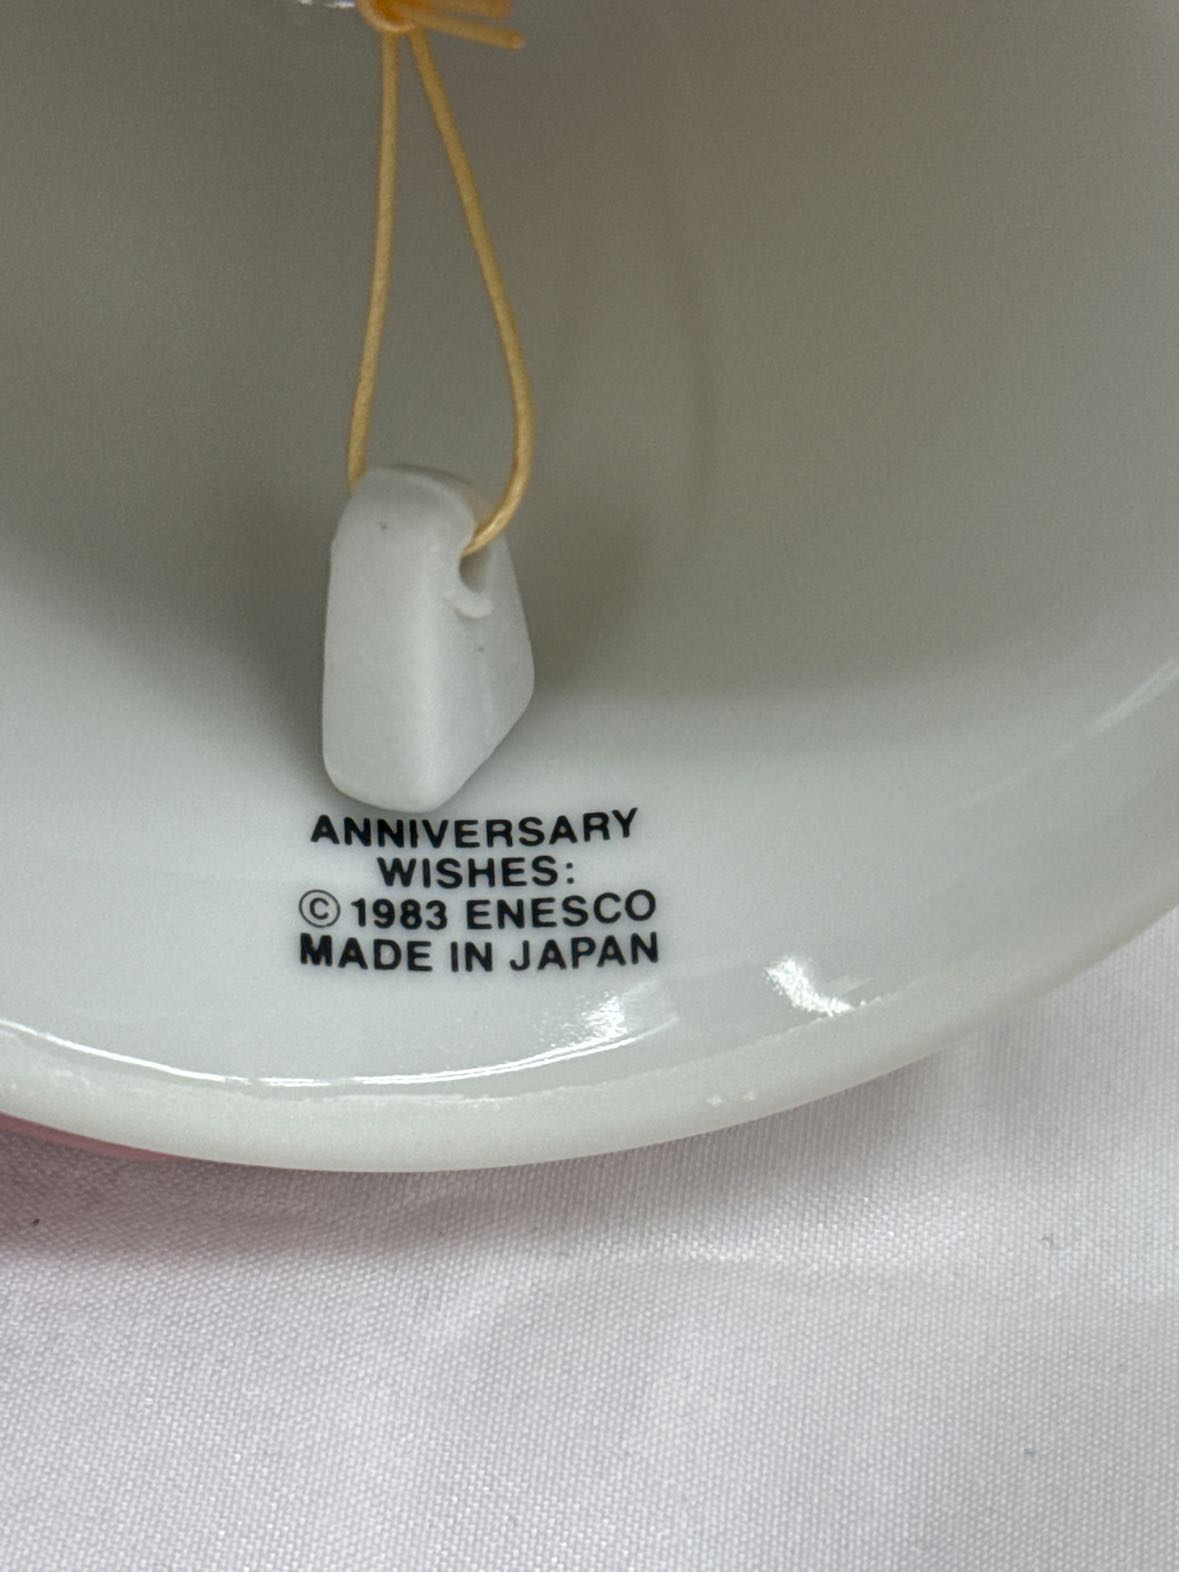 ANNIVERSARY
WISHES:
© 1983 ENESCO
MADE IN JAPAN